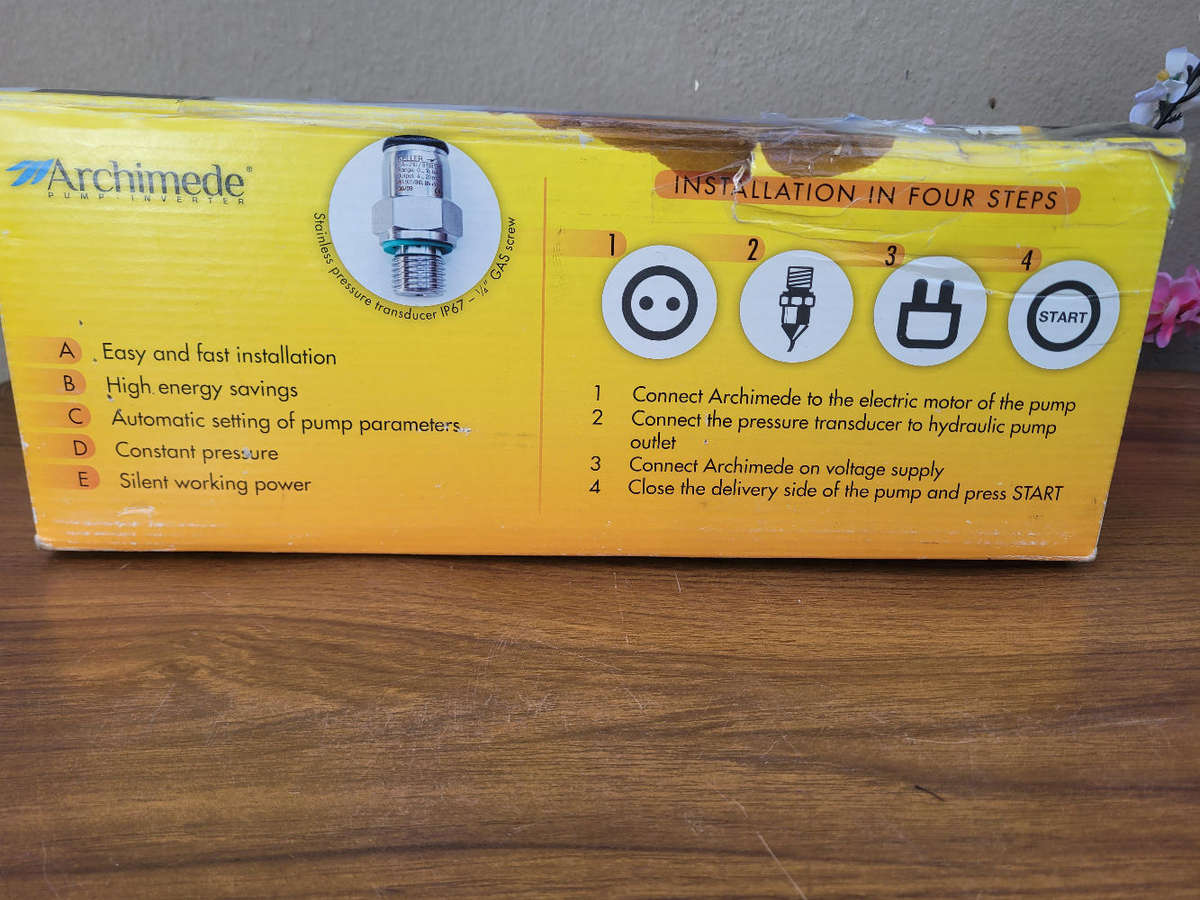 Archimede®
PUMP · INVERTER
KELLER
Stainless pressure transducer IP67 – ¼" GAS screw
A Easy and fast installation
B High energy savings
C Automatic setting of pump parameters
D Constant pressure
E Silent working power
INSTALLATION IN FOUR STEPS
1 2 3 4
START
1 Connect Archimede to the electric motor of the pump
2 Connect the pressure transducer to hydraulic pump
outlet
3 Connect Archimede on voltage supply
4 Close the delivery side of the pump and press START